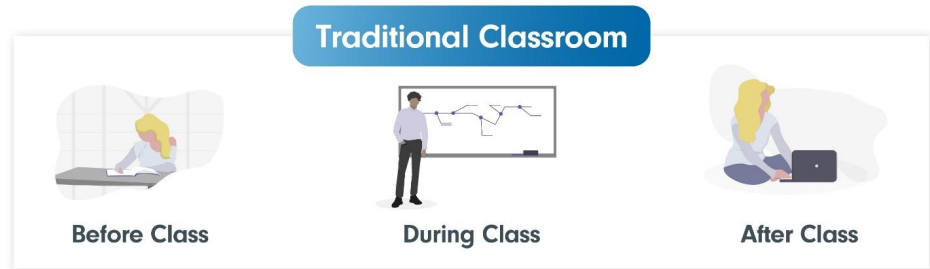 Traditional Classroom
Before Class
During Class
After Class